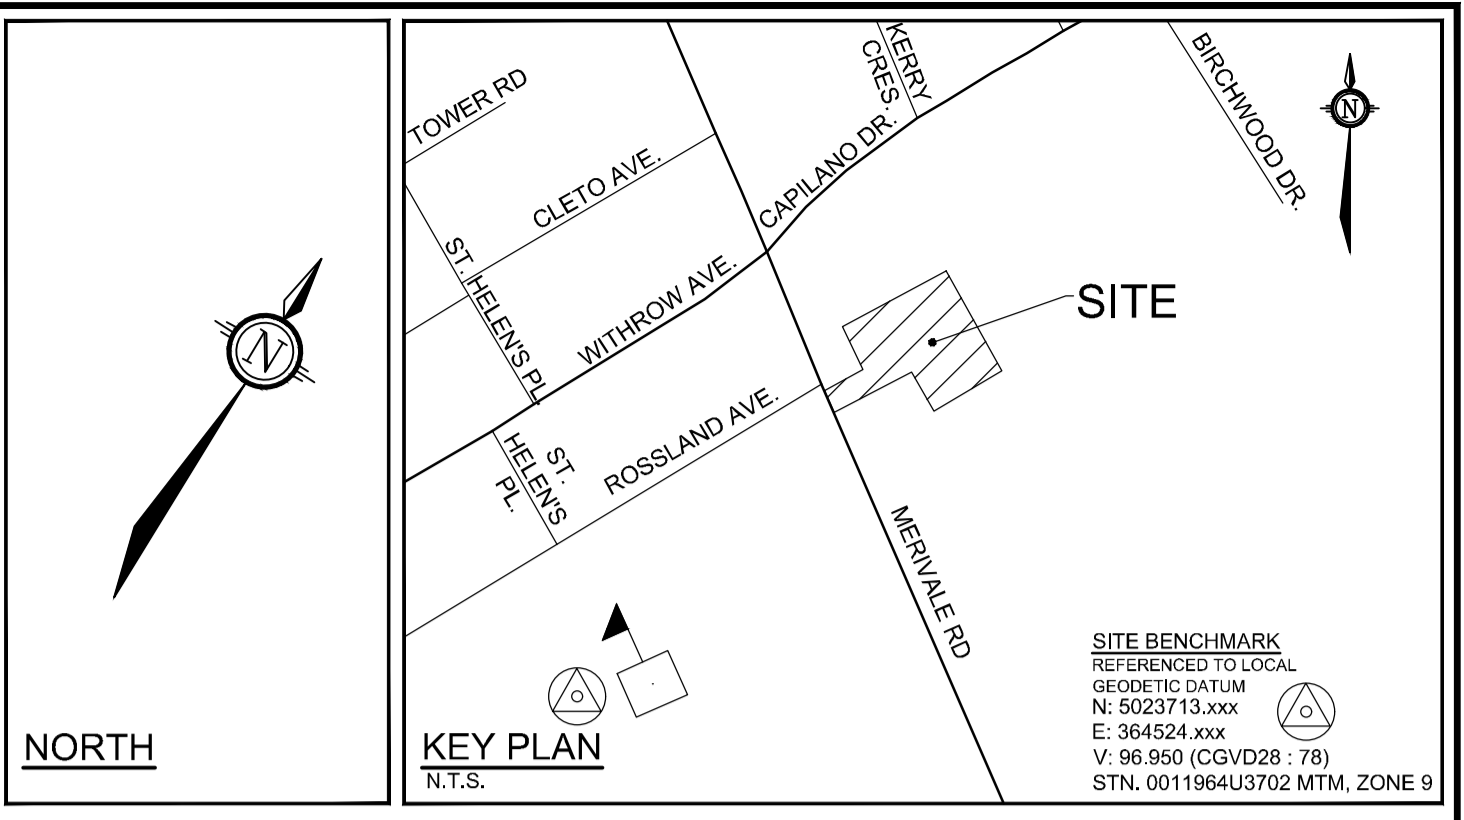 N
NORTH
TOWER RD
CLETO AVE.
ST. HELEN'S PL.
WITHROW AVE.
CAPILANO DR.
KERRY
CRES.
BIRCHWOOD DR.
N
SITE
ROSSLAND AVE.
ST.
HELEN'S
PL.
MERIVALE RD
KEY PLAN
N.T.S.
SITE BENCHMARK
REFERENCED TO LOCAL
GEODETIC DATUM
N: 5023713.xxx
E: 364524.xxx
V: 96.950 (CGVD28 : 78)
STN. 0011964U3702 MTM, ZONE 9